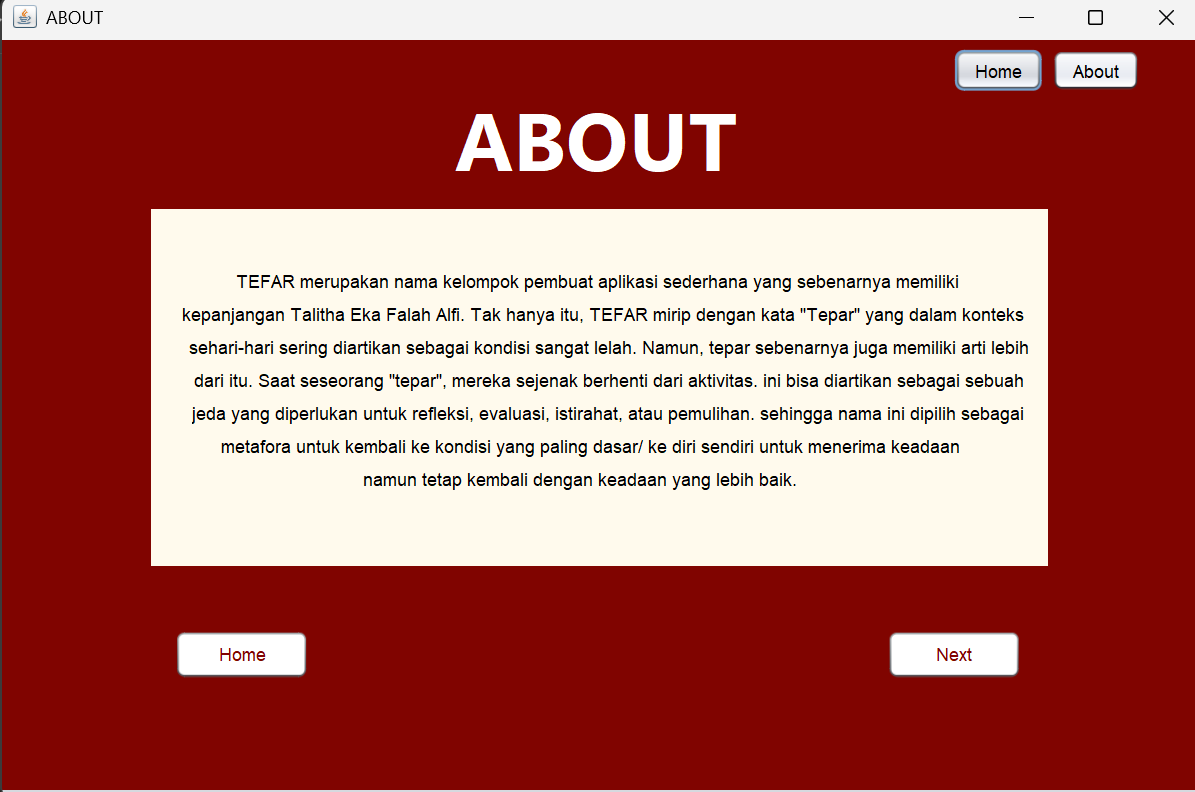 ABOUT
Home About
ABOUT
TEFAR merupakan nama kelompok pembuat aplikasi sederhana yang sebenarnya memiliki
kepanjangan Talitha Eka Falah Alfi. Tak hanya itu, TEFAR mirip dengan kata "Tepar" yang dalam konteks
sehari-hari sering diartikan sebagai kondisi sangat lelah. Namun, tepar sebenarnya juga memiliki arti lebih
dari itu. Saat seseorang "tepar", mereka sejenak berhenti dari aktivitas. ini bisa diartikan sebagai sebuah
jeda yang diperlukan untuk refleksi, evaluasi, istirahat, atau pemulihan. sehingga nama ini dipilih sebagai
metafora untuk kembali ke kondisi yang paling dasar/ ke diri sendiri untuk menerima keadaan
namun tetap kembali dengan keadaan yang lebih baik.
Home Next